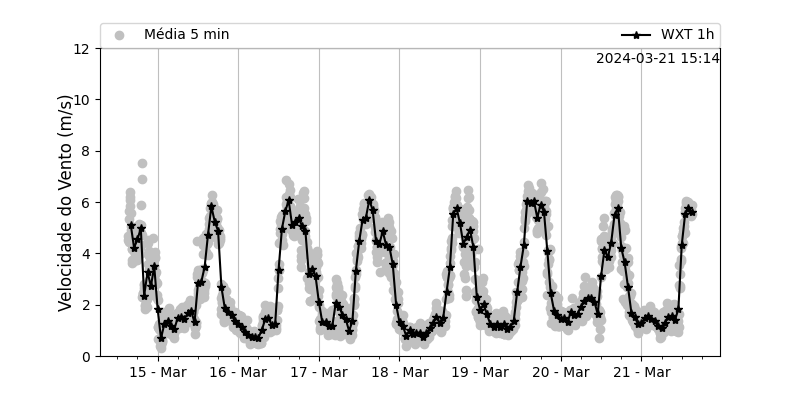 Média 5 min
WXT 1h
2024-03-21 15:14
Velocidade do Vento (m/s)
12
10
8
6
4
2
0
15 - Mar
16 - Mar
17 - Mar
18 - Mar
19 - Mar
20 - Mar
21 - Mar